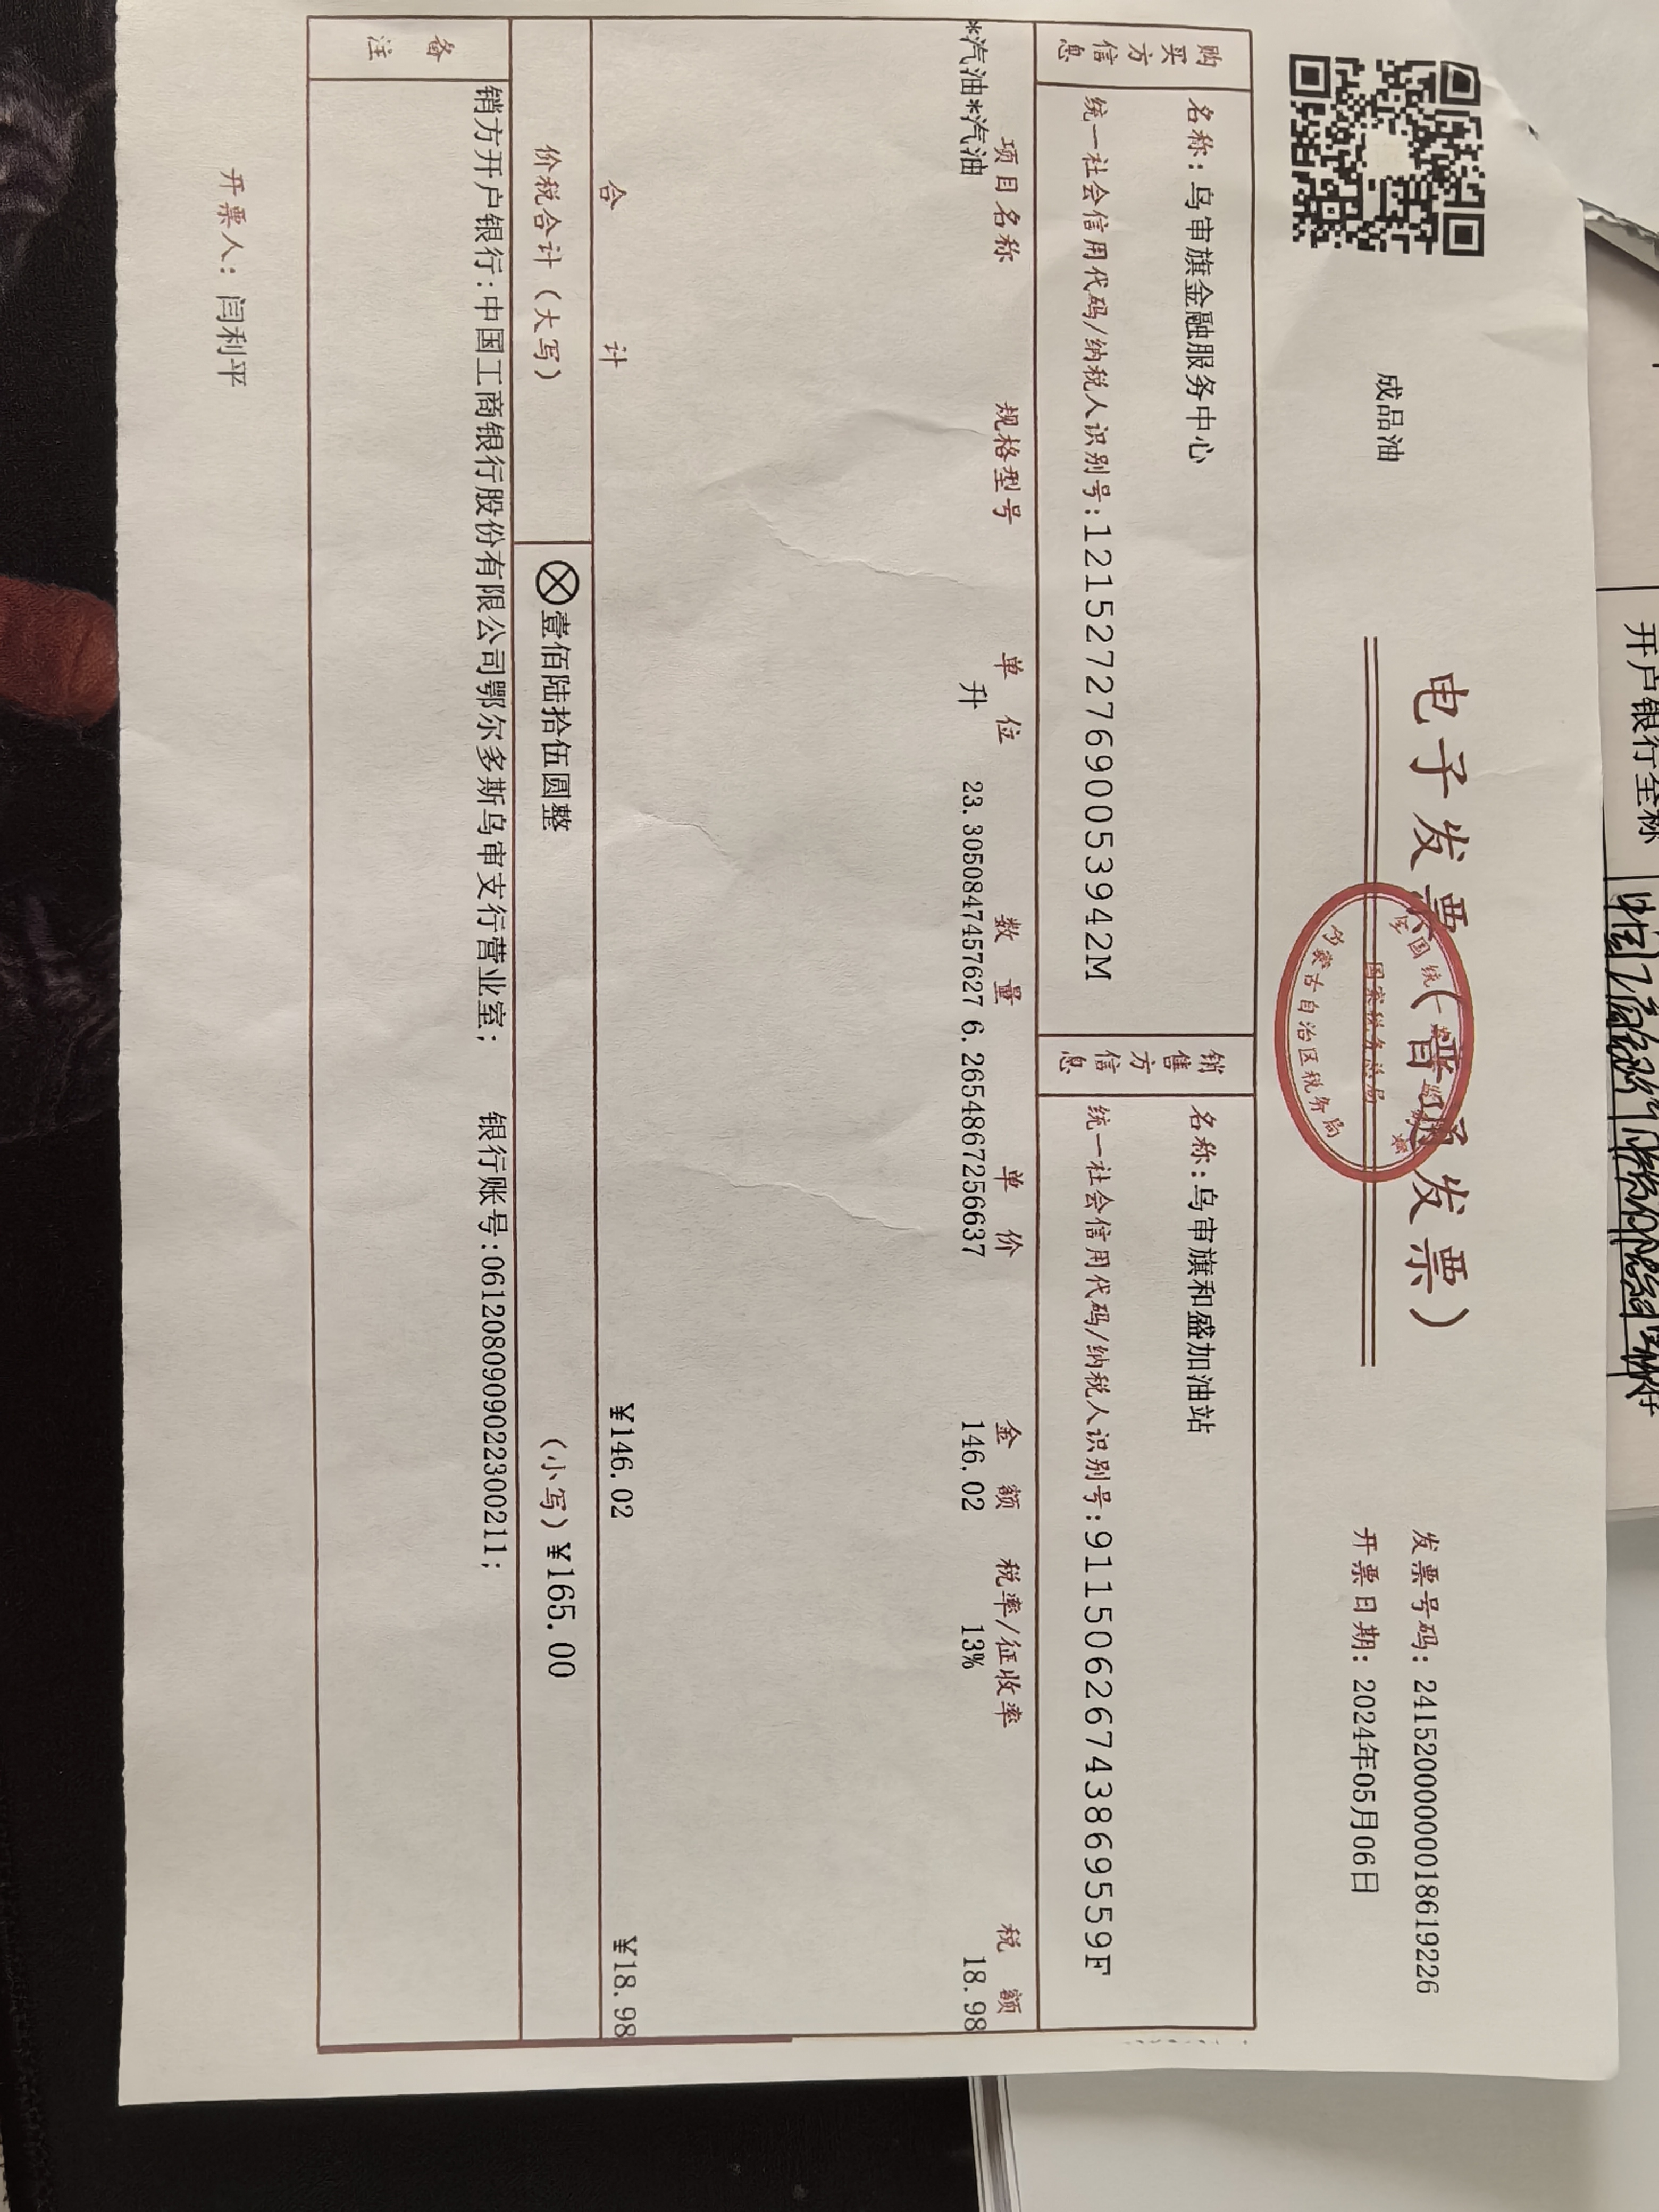 成品油
电子发票（普通发票）
全国统一发票监制章
国家税务总局
内蒙古自治区税务局
发票号码：24152000000018619226
开票日期：2024年05月06日
购买方信息
名称：乌审旗金融服务中心
统一社会信用代码/纳税人识别号：121527277690053942M
销售方信息
名称：乌审旗和盛加油站
统一社会信用代码/纳税人识别号：91150626743869559F
项目名称 规格型号 单位 数量 单价 金额 税率/征收率 税额
*汽油*汽油 升 23.30508474576​27 6.2654867256637 146.02 13% 18.98
合计 ¥146.02 ¥18.98
价税合计（大写） ⊗壹佰陆拾伍圆整 （小写）¥165.00
备注
销方开户银行:中国工商银行股份有限公司鄂尔多斯乌审支行营业室; 银行账号:0612080909022300211;
开票人：闫利平
开户银行全称